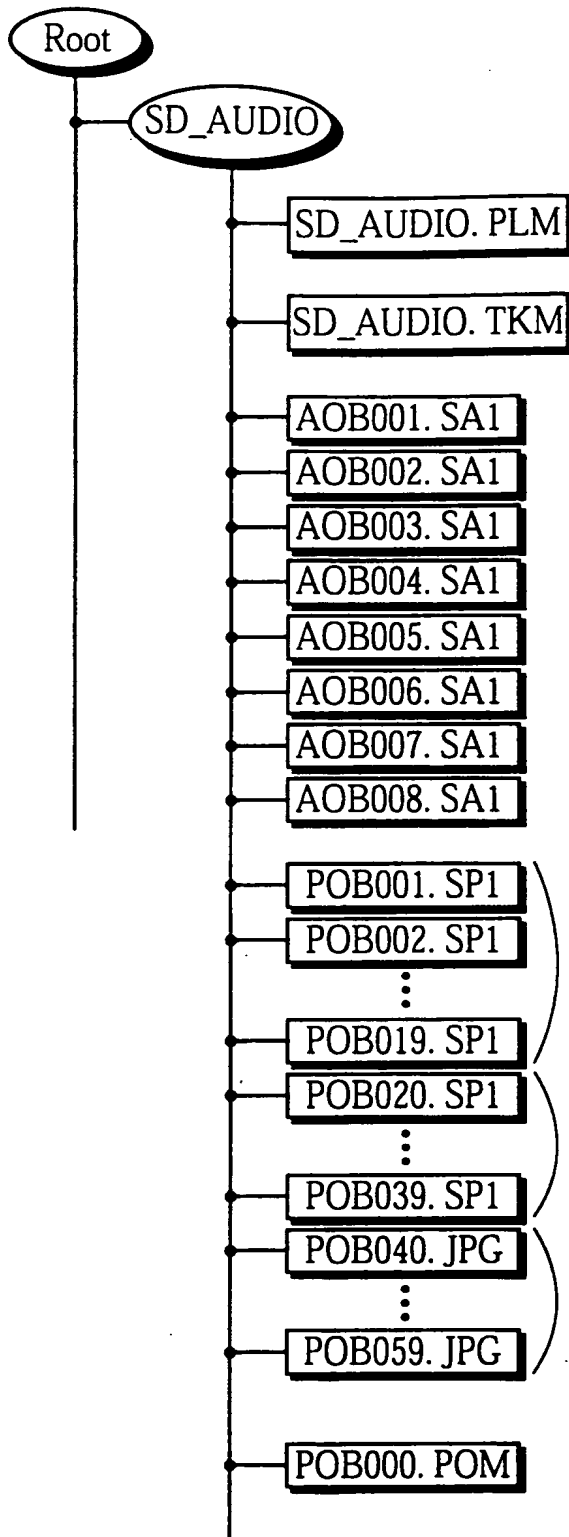 Root
SD_AUDIO
SD_AUDIO. PLM
SD_AUDIO. TKM
AOB001. SA1
AOB002. SA1
AOB003. SA1
AOB004. SA1
AOB005. SA1
AOB006. SA1
AOB007. SA1
AOB008. SA1
POB001. SP1
POB002. SP1
POB019. SP1
POB020. SP1
POB039. SP1
POB040. JPG
POB059. JPG
POB000. POM